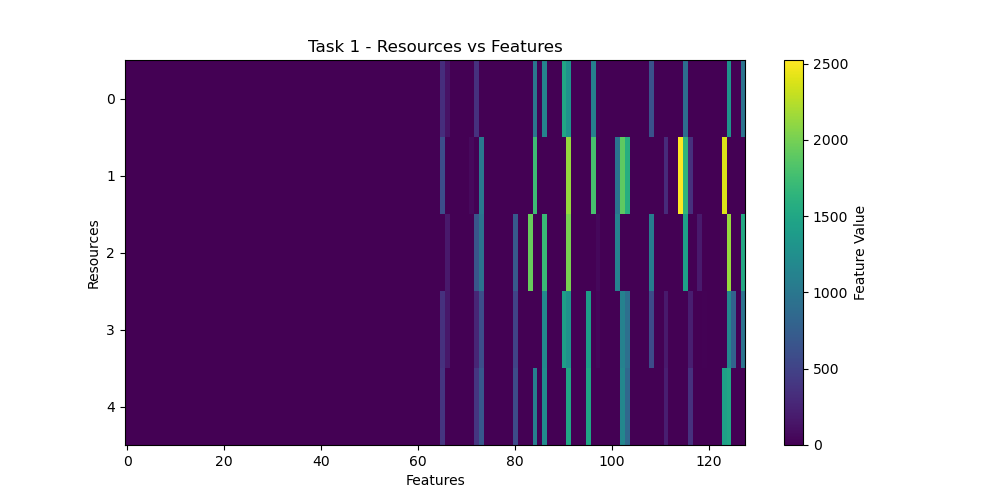 Task 1 - Resources vs Features
Resources
0
1
2
3
4
0 20 40 60 80 100 120
Features
2500
2000
1500
1000
500
0
Feature Value